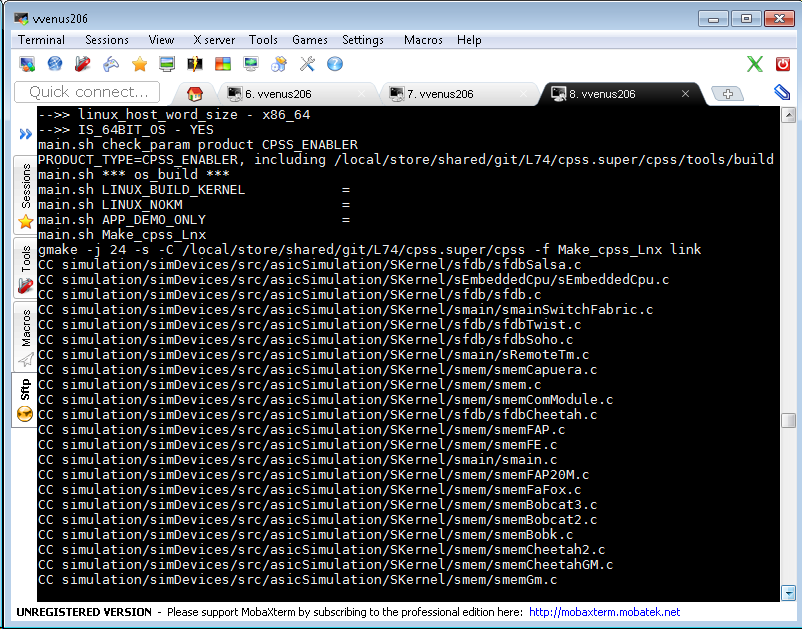 vvenus206
Terminal Sessions View X server Tools Games Settings Macros Help
Quick connect...
6. vvenus206
7. vvenus206
8. vvenus206
Sessions
Tools
Macros
Sftp
-->> linux_host_word_size - x86_64
-->> IS_64BIT_OS - YES
main.sh check_param product CPSS_ENABLER
PRODUCT_TYPE=CPSS_ENABLER, including /local/store/shared/git/L74/cpss.super/cpss/tools/build
main.sh *** os_build ***
main.sh LINUX_BUILD_KERNEL =
main.sh LINUX_NOKM =
main.sh APP_DEMO_ONLY =
main.sh Make_cpss_Lnx
gmake -j 24 -s -C /local/store/shared/git/L74/cpss.super/cpss -f Make_cpss_Lnx link
CC simulation/simDevices/src/asicSimulation/SKernel/sfdb/sfdbSalsa.c
CC simulation/simDevices/src/asicSimulation/SKernel/sEmbeddedCpu/sEmbeddedCpu.c
CC simulation/simDevices/src/asicSimulation/SKernel/sfdb/sfdb.c
CC simulation/simDevices/src/asicSimulation/SKernel/smain/smainSwitchFabric.c
CC simulation/simDevices/src/asicSimulation/SKernel/sfdb/sfdbTwist.c
CC simulation/simDevices/src/asicSimulation/SKernel/sfdb/sfdbSoho.c
CC simulation/simDevices/src/asicSimulation/SKernel/smain/sRemoteTm.c
CC simulation/simDevices/src/asicSimulation/SKernel/smem/smemCapuera.c
CC simulation/simDevices/src/asicSimulation/SKernel/smem/smem.c
CC simulation/simDevices/src/asicSimulation/SKernel/smem/smemComModule.c
CC simulation/simDevices/src/asicSimulation/SKernel/sfdb/sfdbCheetah.c
CC simulation/simDevices/src/asicSimulation/SKernel/smem/smemFAP.c
CC simulation/simDevices/src/asicSimulation/SKernel/smem/smemFE.c
CC simulation/simDevices/src/asicSimulation/SKernel/smain/smain.c
CC simulation/simDevices/src/asicSimulation/SKernel/smem/smemFAP20M.c
CC simulation/simDevices/src/asicSimulation/SKernel/smem/smemFaFox.c
CC simulation/simDevices/src/asicSimulation/SKernel/smem/smemBobcat3.c
CC simulation/simDevices/src/asicSimulation/SKernel/smem/smemBobcat2.c
CC simulation/simDevices/src/asicSimulation/SKernel/smem/smemBobk.c
CC simulation/simDevices/src/asicSimulation/SKernel/smem/smemCheetah2.c
CC simulation/simDevices/src/asicSimulation/SKernel/smem/smemCheetahGM.c
CC simulation/simDevices/src/asicSimulation/SKernel/smem/smemGm.c
UNREGISTERED VERSION - Please support MobaXterm by subscribing to the professional edition here: http://mobaxterm.mobatek.net